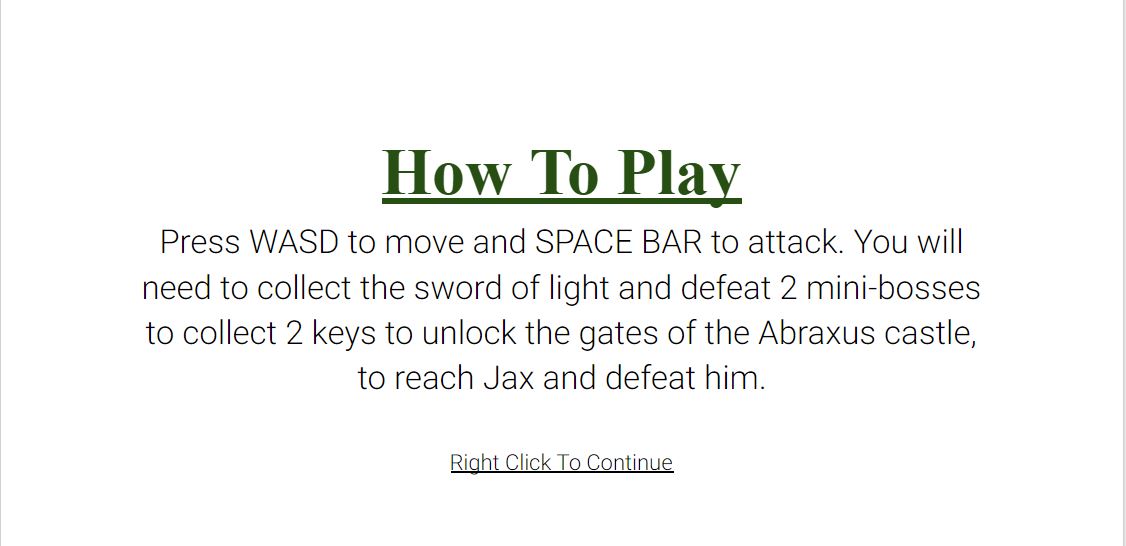 How To Play
Press WASD to move and SPACE BAR to attack. You will
need to collect the sword of light and defeat 2 mini-bosses
to collect 2 keys to unlock the gates of the Abraxus castle,
to reach Jax and defeat him.
Right Click To Continue